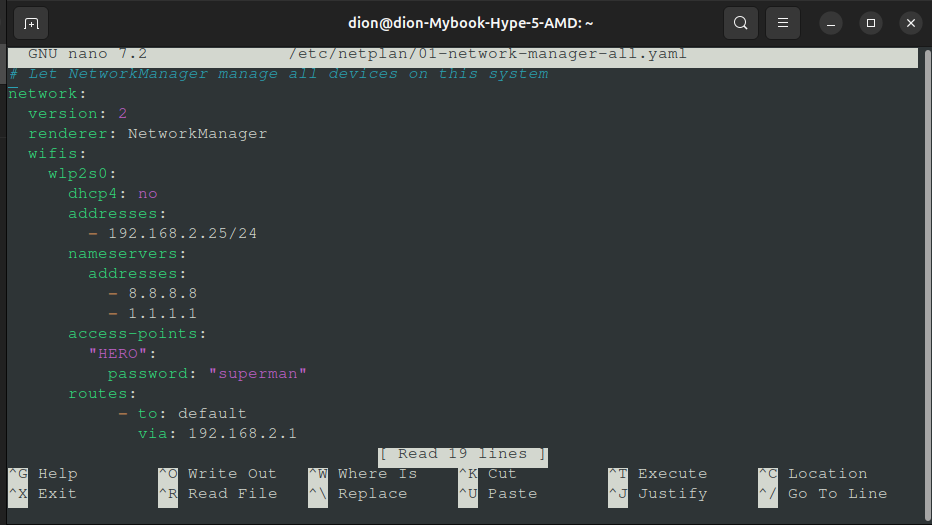 dion@dion-Mybook-Hype-5-AMD: ~
GNU nano 7.2 /etc/netplan/01-network-manager-all.yaml
# Let NetworkManager manage all devices on this system
network:
  version: 2
  renderer: NetworkManager
  wifis:
    wlp2s0:
      dhcp4: no
      addresses:
        - 192.168.2.25/24
      nameservers:
        addresses:
          - 8.8.8.8
          - 1.1.1.1
      access-points:
        "HERO":
          password: "superman"
      routes:
           - to: default
             via: 192.168.2.1
[ Read 19 lines ]
^G Help ^O Write Out ^W Where Is ^K Cut ^T Execute ^C Location
^X Exit ^R Read File ^\ Replace ^U Paste ^J Justify ^/ Go To Line